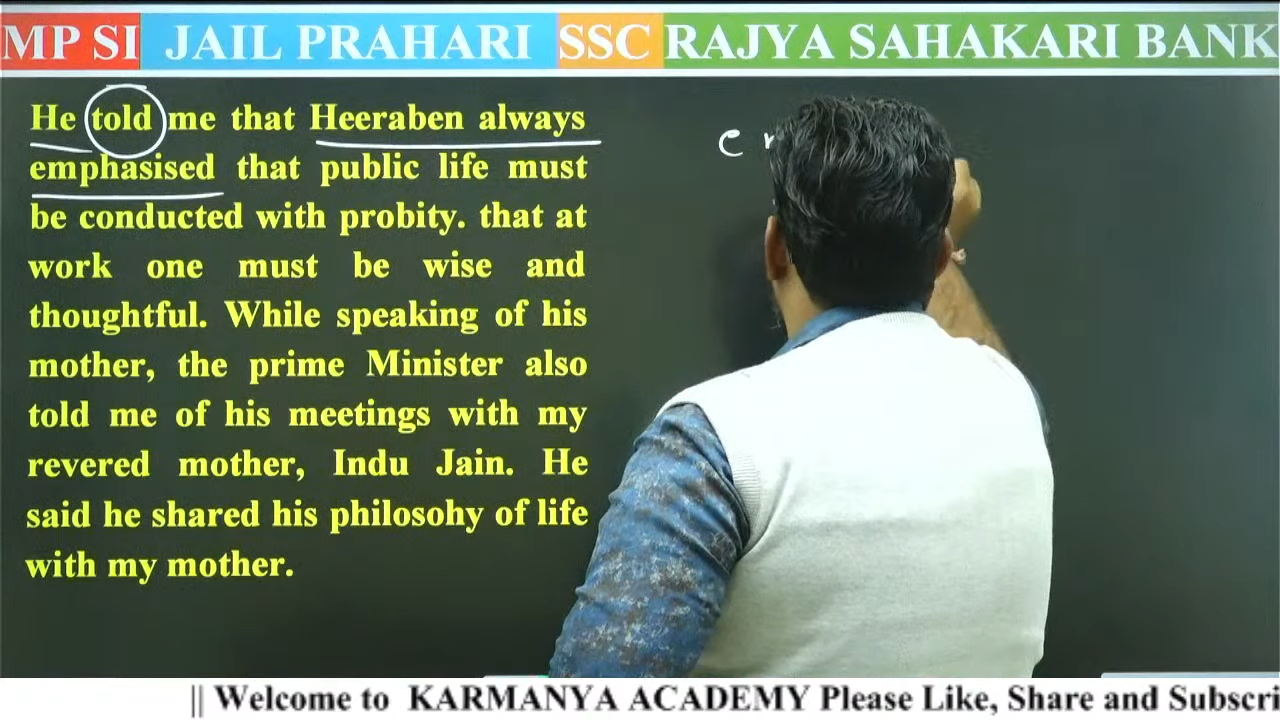 MP SI JAIL PRAHARI SSC RAJYA SAHAKARI BANK
He told me that Heeraben always
emphasised that public life must
be conducted with probity. that at
work one must be wise and
thoughtful. While speaking of his
mother, the prime Minister also
told me of his meetings with my
revered mother, Indu Jain. He
said he shared his philosohy of life
with my mother.
|| Welcome to KARMANYA ACADEMY Please Like, Share and Subscri